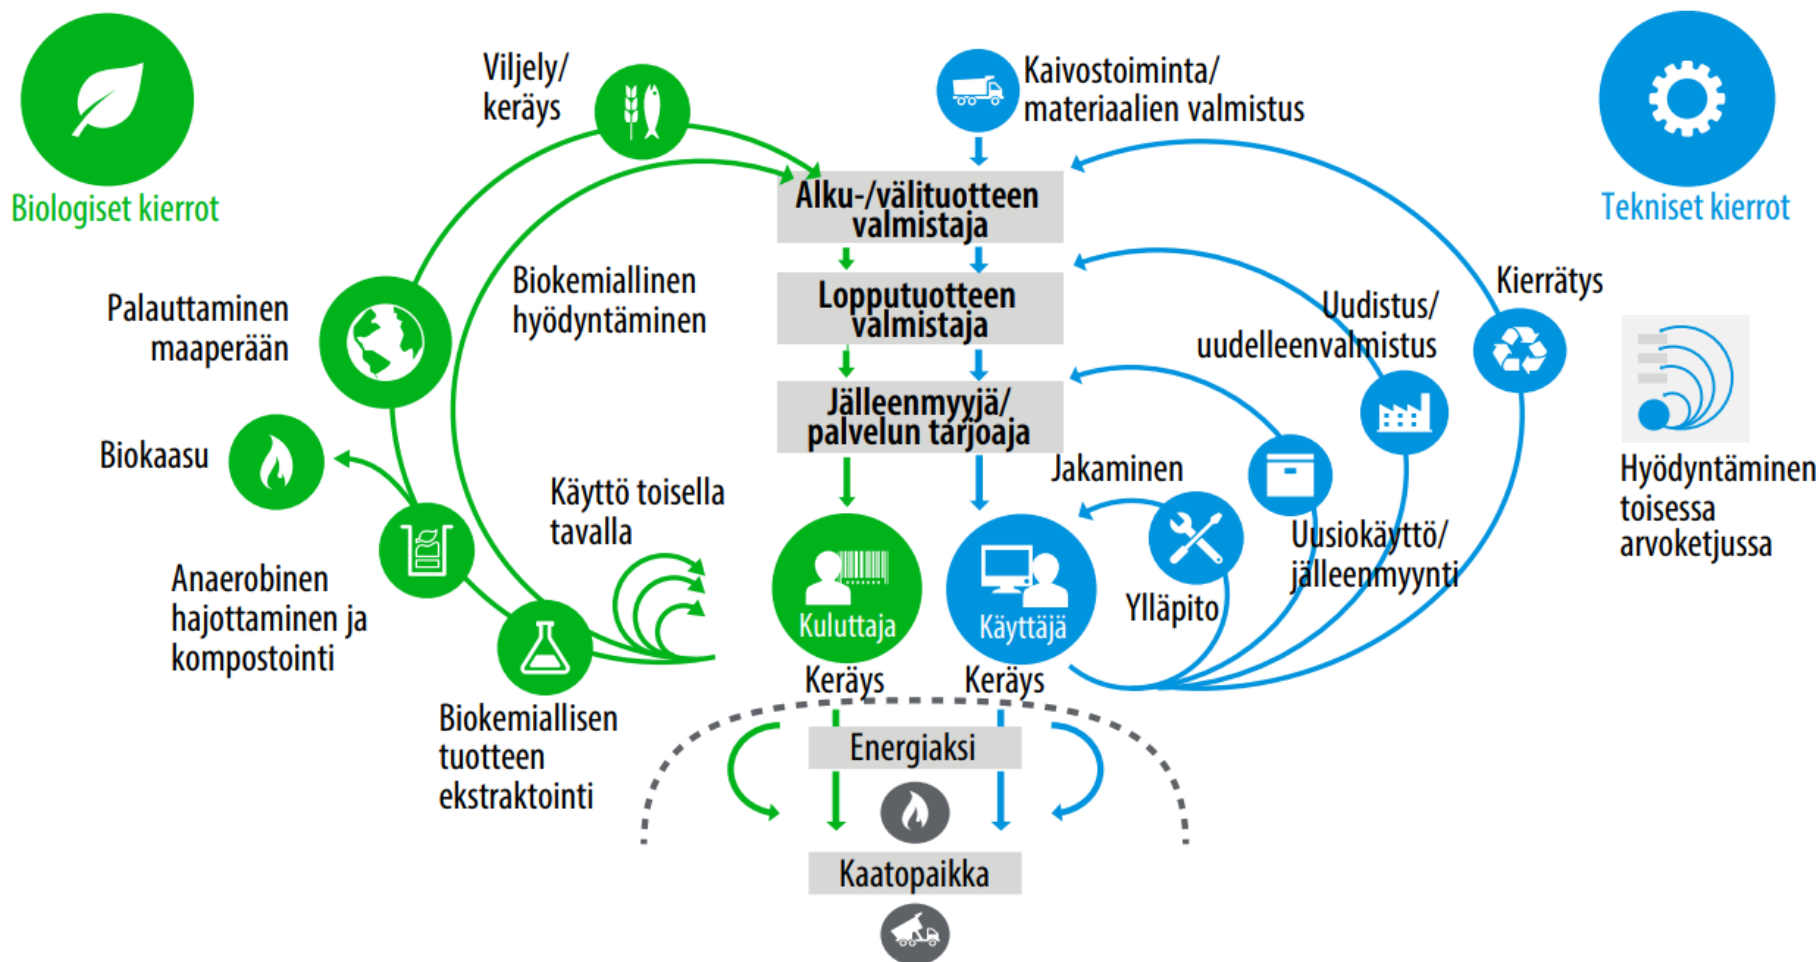 Viljely/
keräys
Kaivostoiminta/
materiaalien valmistus
Biologiset kierrot
Tekniset kierrot
Alku-/välituotteen
valmistaja
Biokemiallinen
hyödyntäminen
Palauttaminen
maaperään
Lopputuotteen
valmistaja
Kierrätys
Uudistus/
uudelleenvalmistus
Jälleenmyyjä/
palvelun tarjoaja
Biokaasu
Käyttö toisella
tavalla
Jakaminen
Hyödyntäminen
toisessa
arvoketjussa
Uusiokäyttö/
jälleenmyynti
Anaerobinen
hajottaminen ja
kompostointi
Kuluttaja
Käyttäjä
Ylläpito
Keräys
Keräys
Biokemiallisen
tuotteen
ekstraktointi
Energiaksi
Kaatopaikka